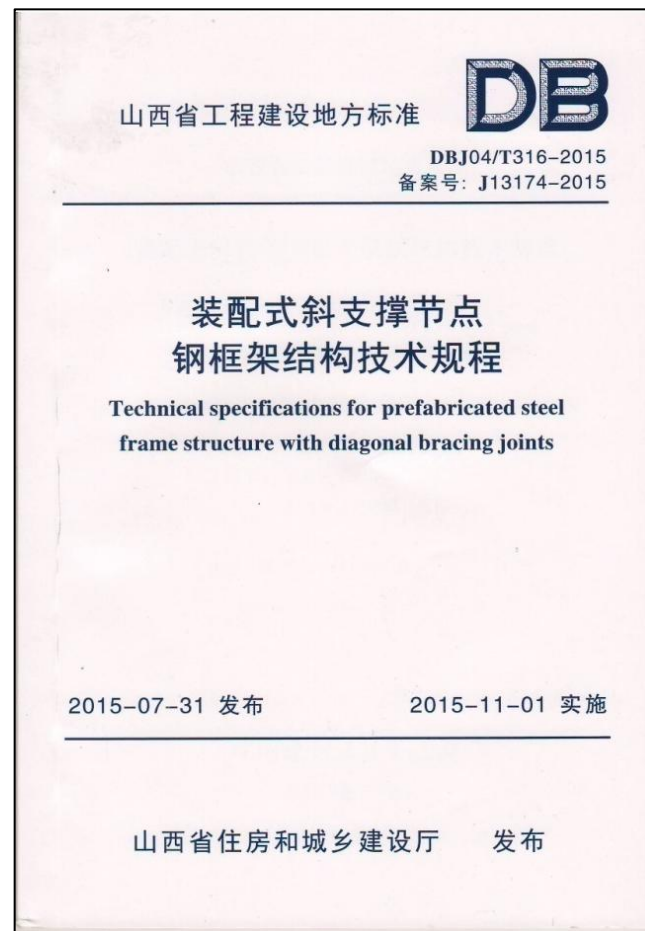 DB
山西省工程建设地方标准
DBJ04/T316-2015
备案号: J13174-2015
装配式斜支撑节点
钢框架结构技术规程
Technical specifications for prefabricated steel
frame structure with diagonal bracing joints
2015-07-31 发布 2015-11-01 实施
山西省住房和城乡建设厅 发布